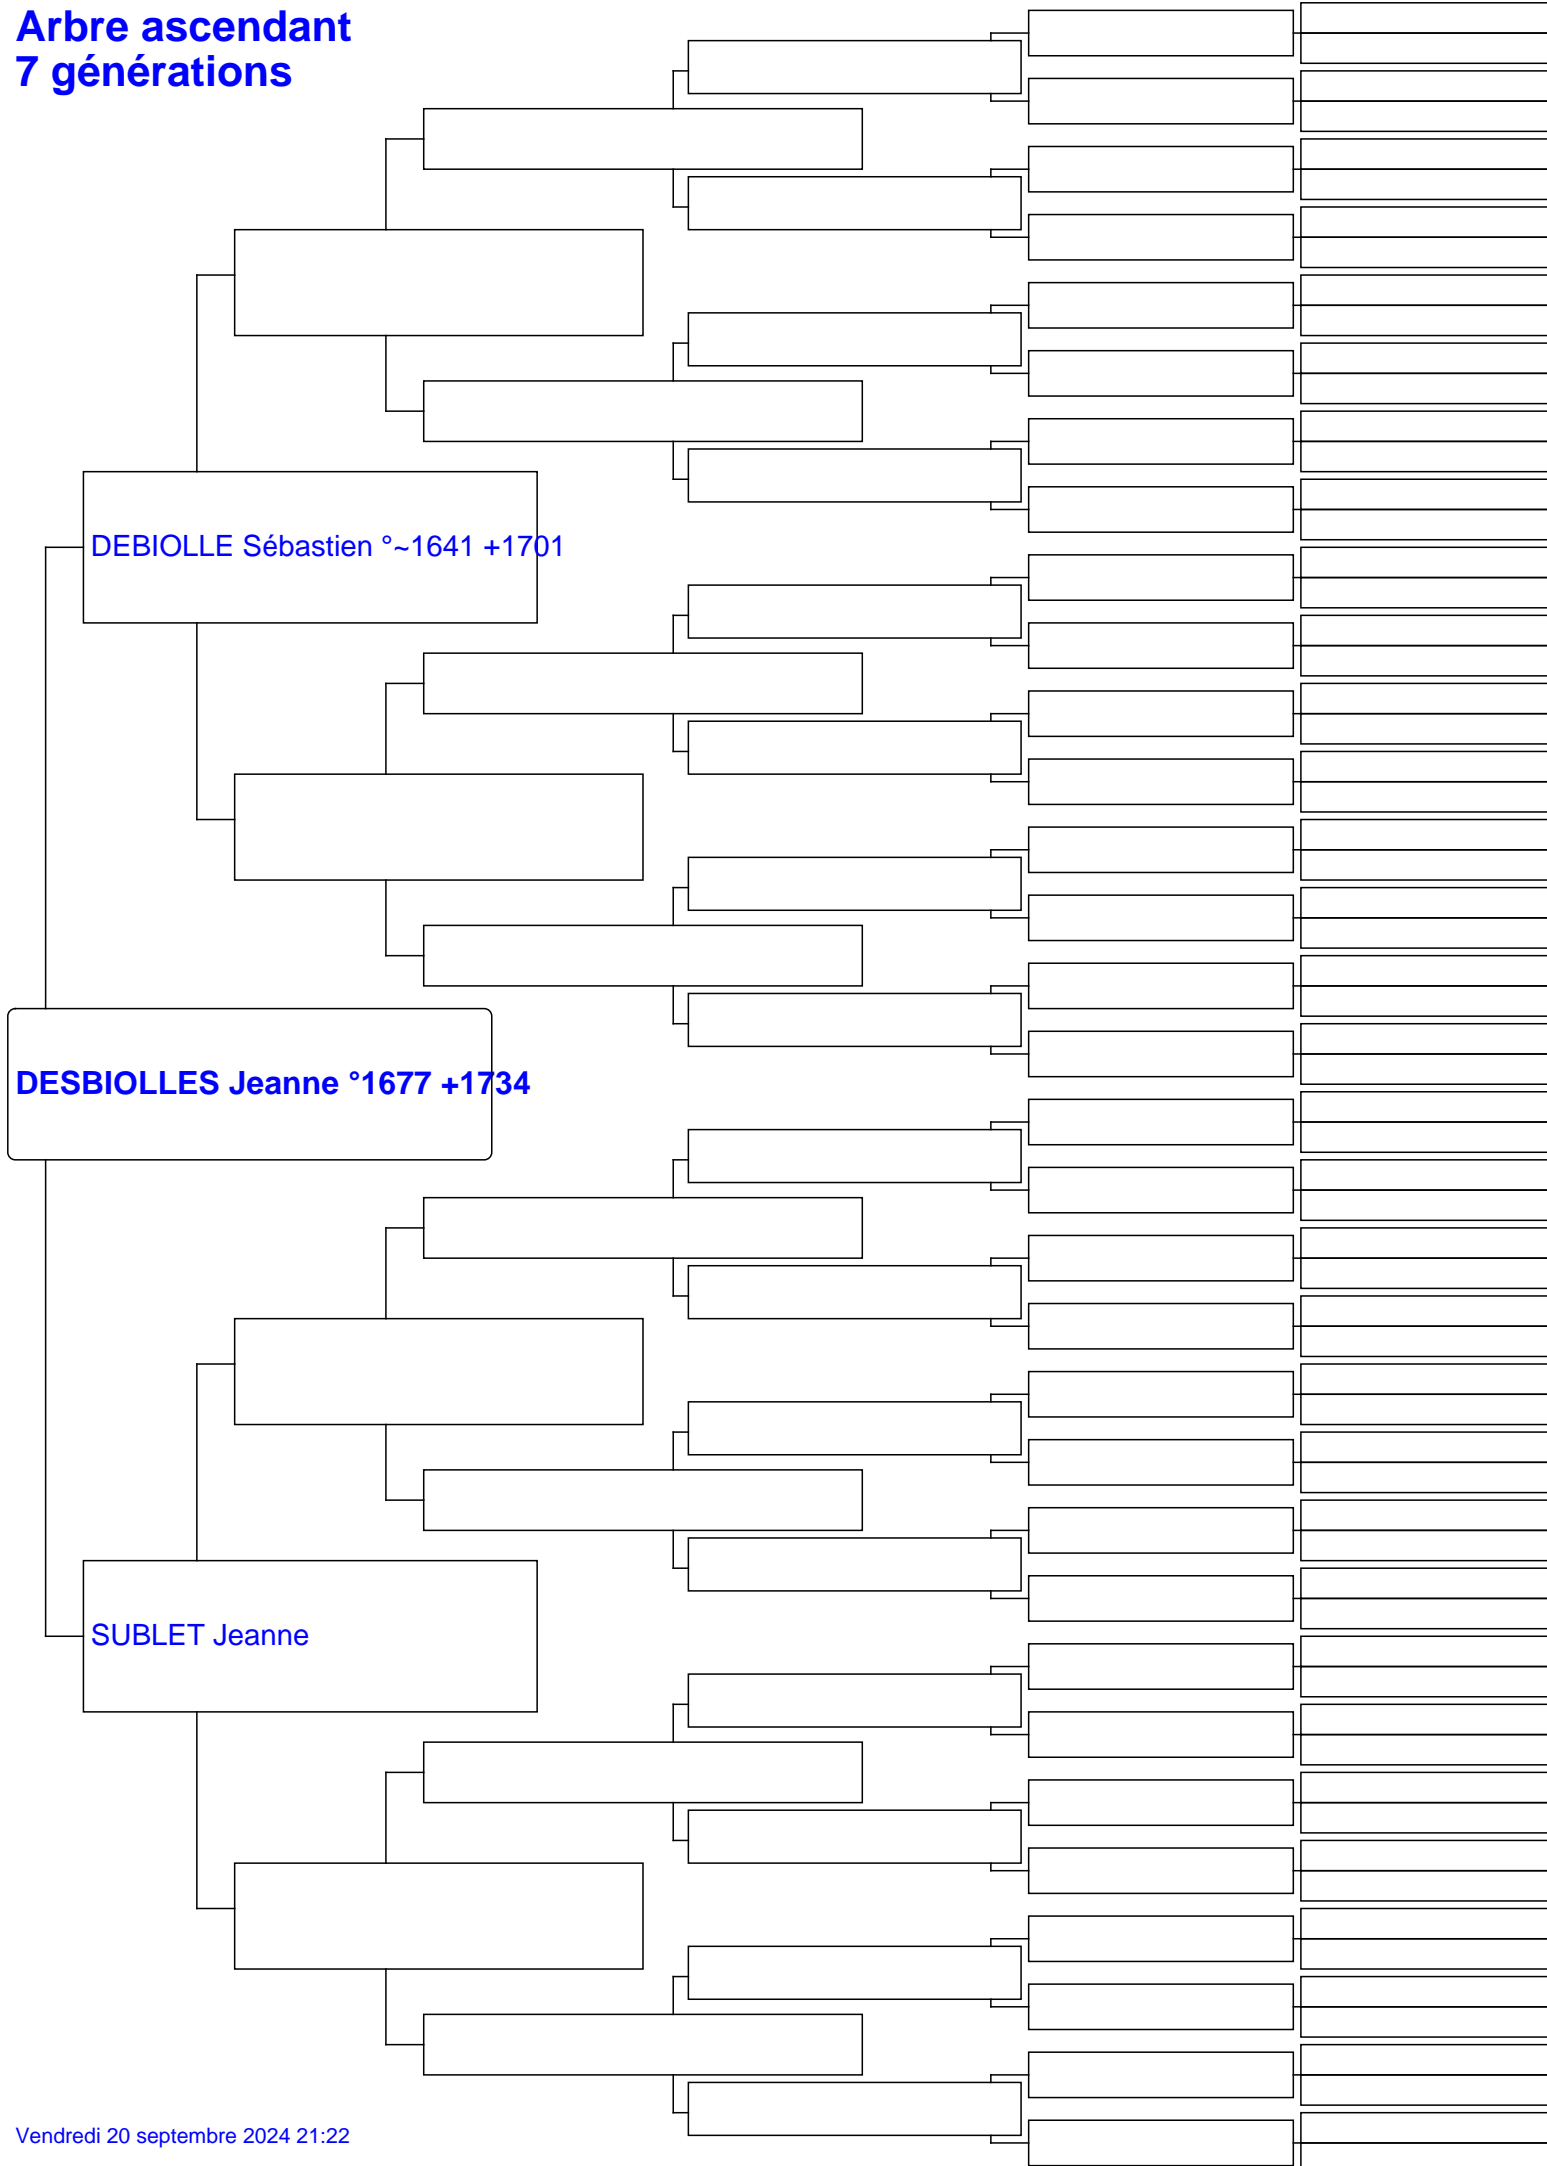 Arbre ascendant
7 générations
DEBIOLLE Sébastien °~1641 +1701
DESBIOLLES Jeanne °1677 +1734
SUBLET Jeanne
Vendredi 20 septembre 2024 21:22